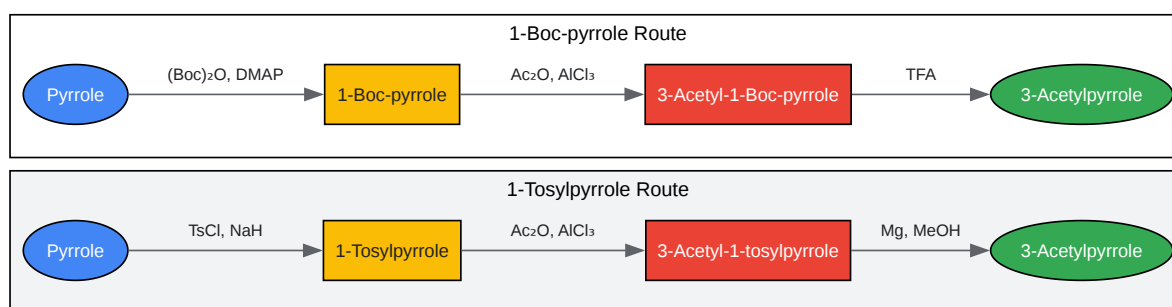 1-Boc-pyrrole Route
Pyrrole
(Boc)₂O, DMAP
1-Boc-pyrrole
Ac₂O, AlCl₃
3-Acetyl-1-Boc-pyrrole
TFA
3-Acetylpyrrole
1-Tosylpyrrole Route
Pyrrole
TsCl, NaH
1-Tosylpyrrole
Ac₂O, AlCl₃
3-Acetyl-1-tosylpyrrole
Mg, MeOH
3-Acetylpyrrole